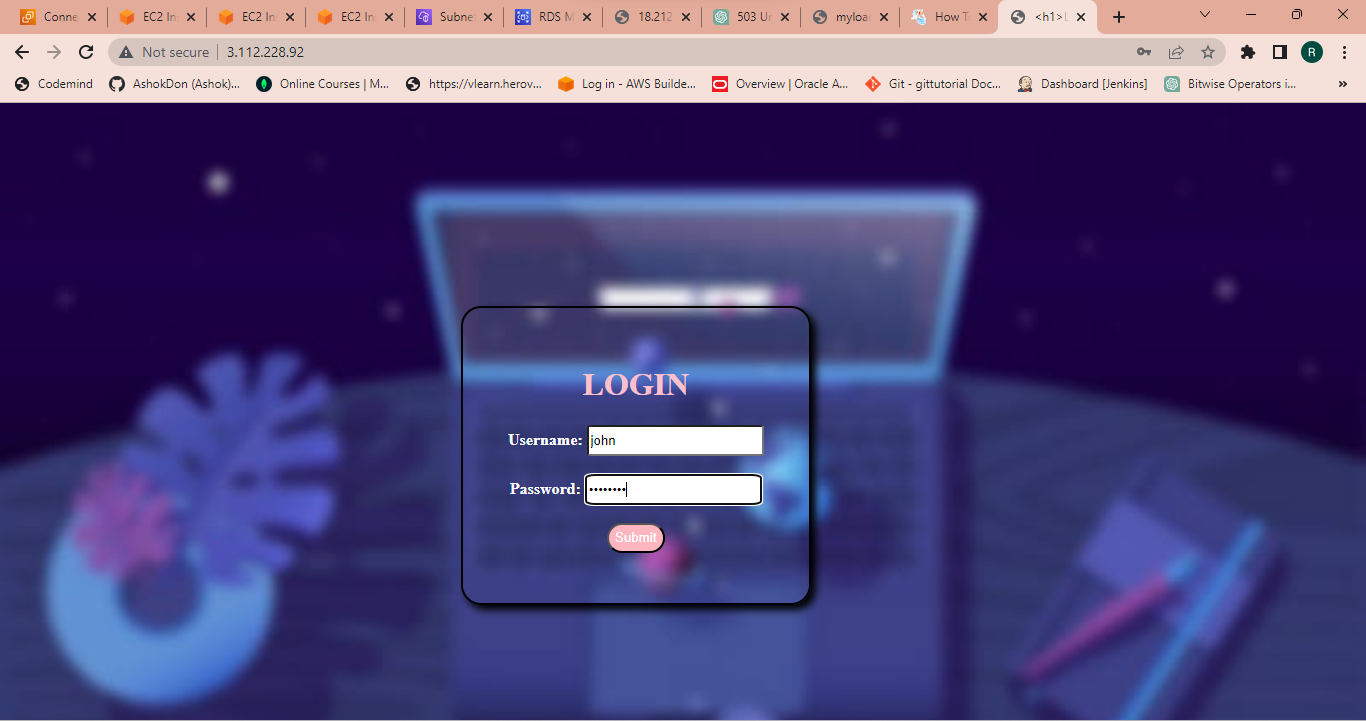 Conne
EC2 In
EC2 In
EC2 In
Subne
RDS M
18.212
503 Un
myloa
How T
<h1>L
Not secure
3.112.228.92
R
Codemind
AshokDon (Ashok)...
Online Courses | M...
https://vlearn.herov...
Log in - AWS Builde...
Overview | Oracle A...
Git - gittutorial Doc...
Dashboard [Jenkins]
Bitwise Operators i...
»
LOGIN
Username: john
Password: ••••••••
Submit